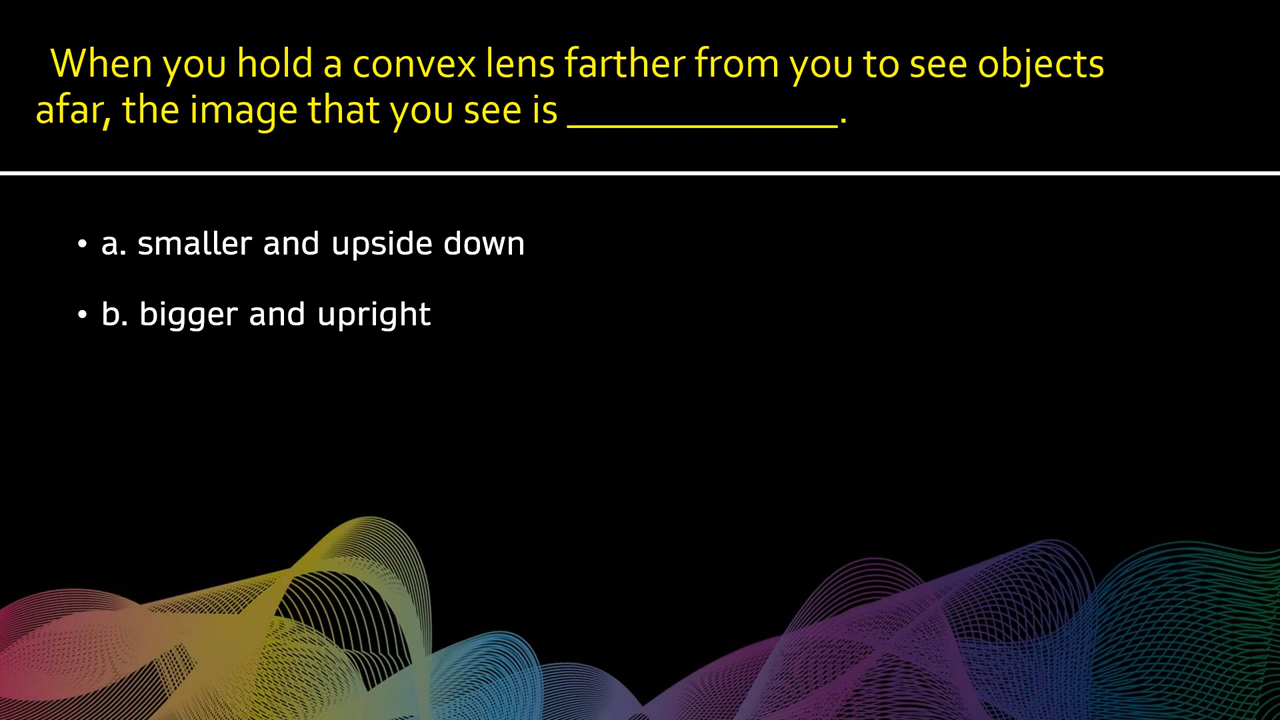 When you hold a convex lens farther from you to see objects
afar, the image that you see is _____________.
• a. smaller and upside down
• b. bigger and upright